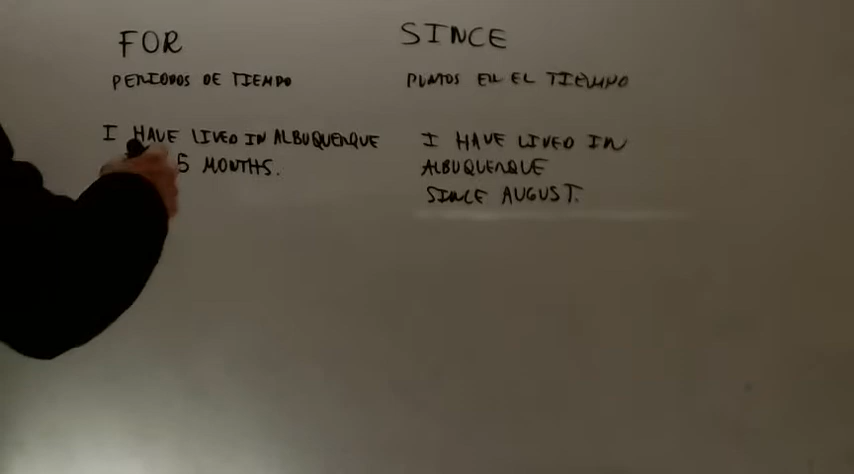 FOR
PERIODOS DE TIEMPO
I HAVE LIVED IN ALBUQUERQUE
5 MONTHS.
SINCE
PUNTOS EN EL TIEMPO
I HAVE LIVED IN
ALBUQUERQUE
SINCE AUGUST.